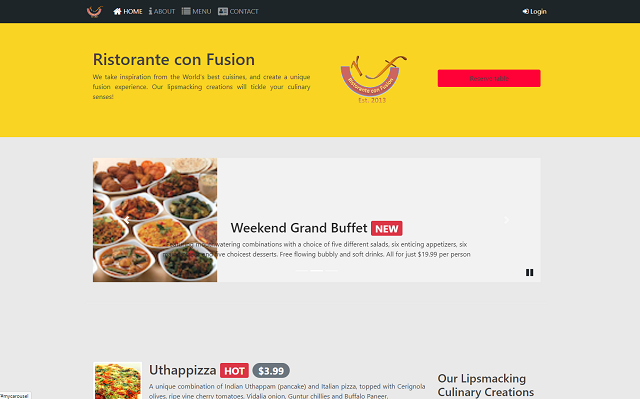 HOME ABOUT MENU CONTACT Login
Ristorante con Fusion
We take inspiration from the World's best cuisines, and create a unique
fusion experience. Our lipsmacking creations will tickle your culinary
senses!
Ristorante con Fusion
Est. 2013
Weekend Grand Buffet NEW
Featuring mouthwatering combinations with a choice of five different salads, six enticing appetizers, six
five choicest desserts. Free flowing bubbly and soft drinks. All for just $19.99 per person
Uthappizza HOT $3.99
A unique combination of Indian Uthappam (pancake) and Italian pizza, topped with Cerignola
olives, ripe vine cherry tomatoes, Vidalia onion, Guntur chillies and Buffalo Paneer.
Our Lipsmacking
Culinary Creations
#mycarousel